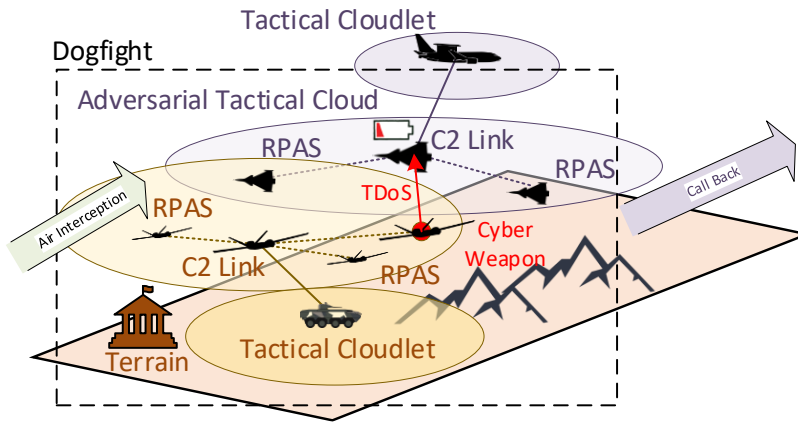 Tactical Cloudlet
Dogfight
Adversarial Tactical Cloud
C2 Link
RPAS
RPAS
Call Back
TDoS
Air Interception
RPAS
Cyber
Weapon
C2 Link
RPAS
Tactical Cloudlet
Terrain